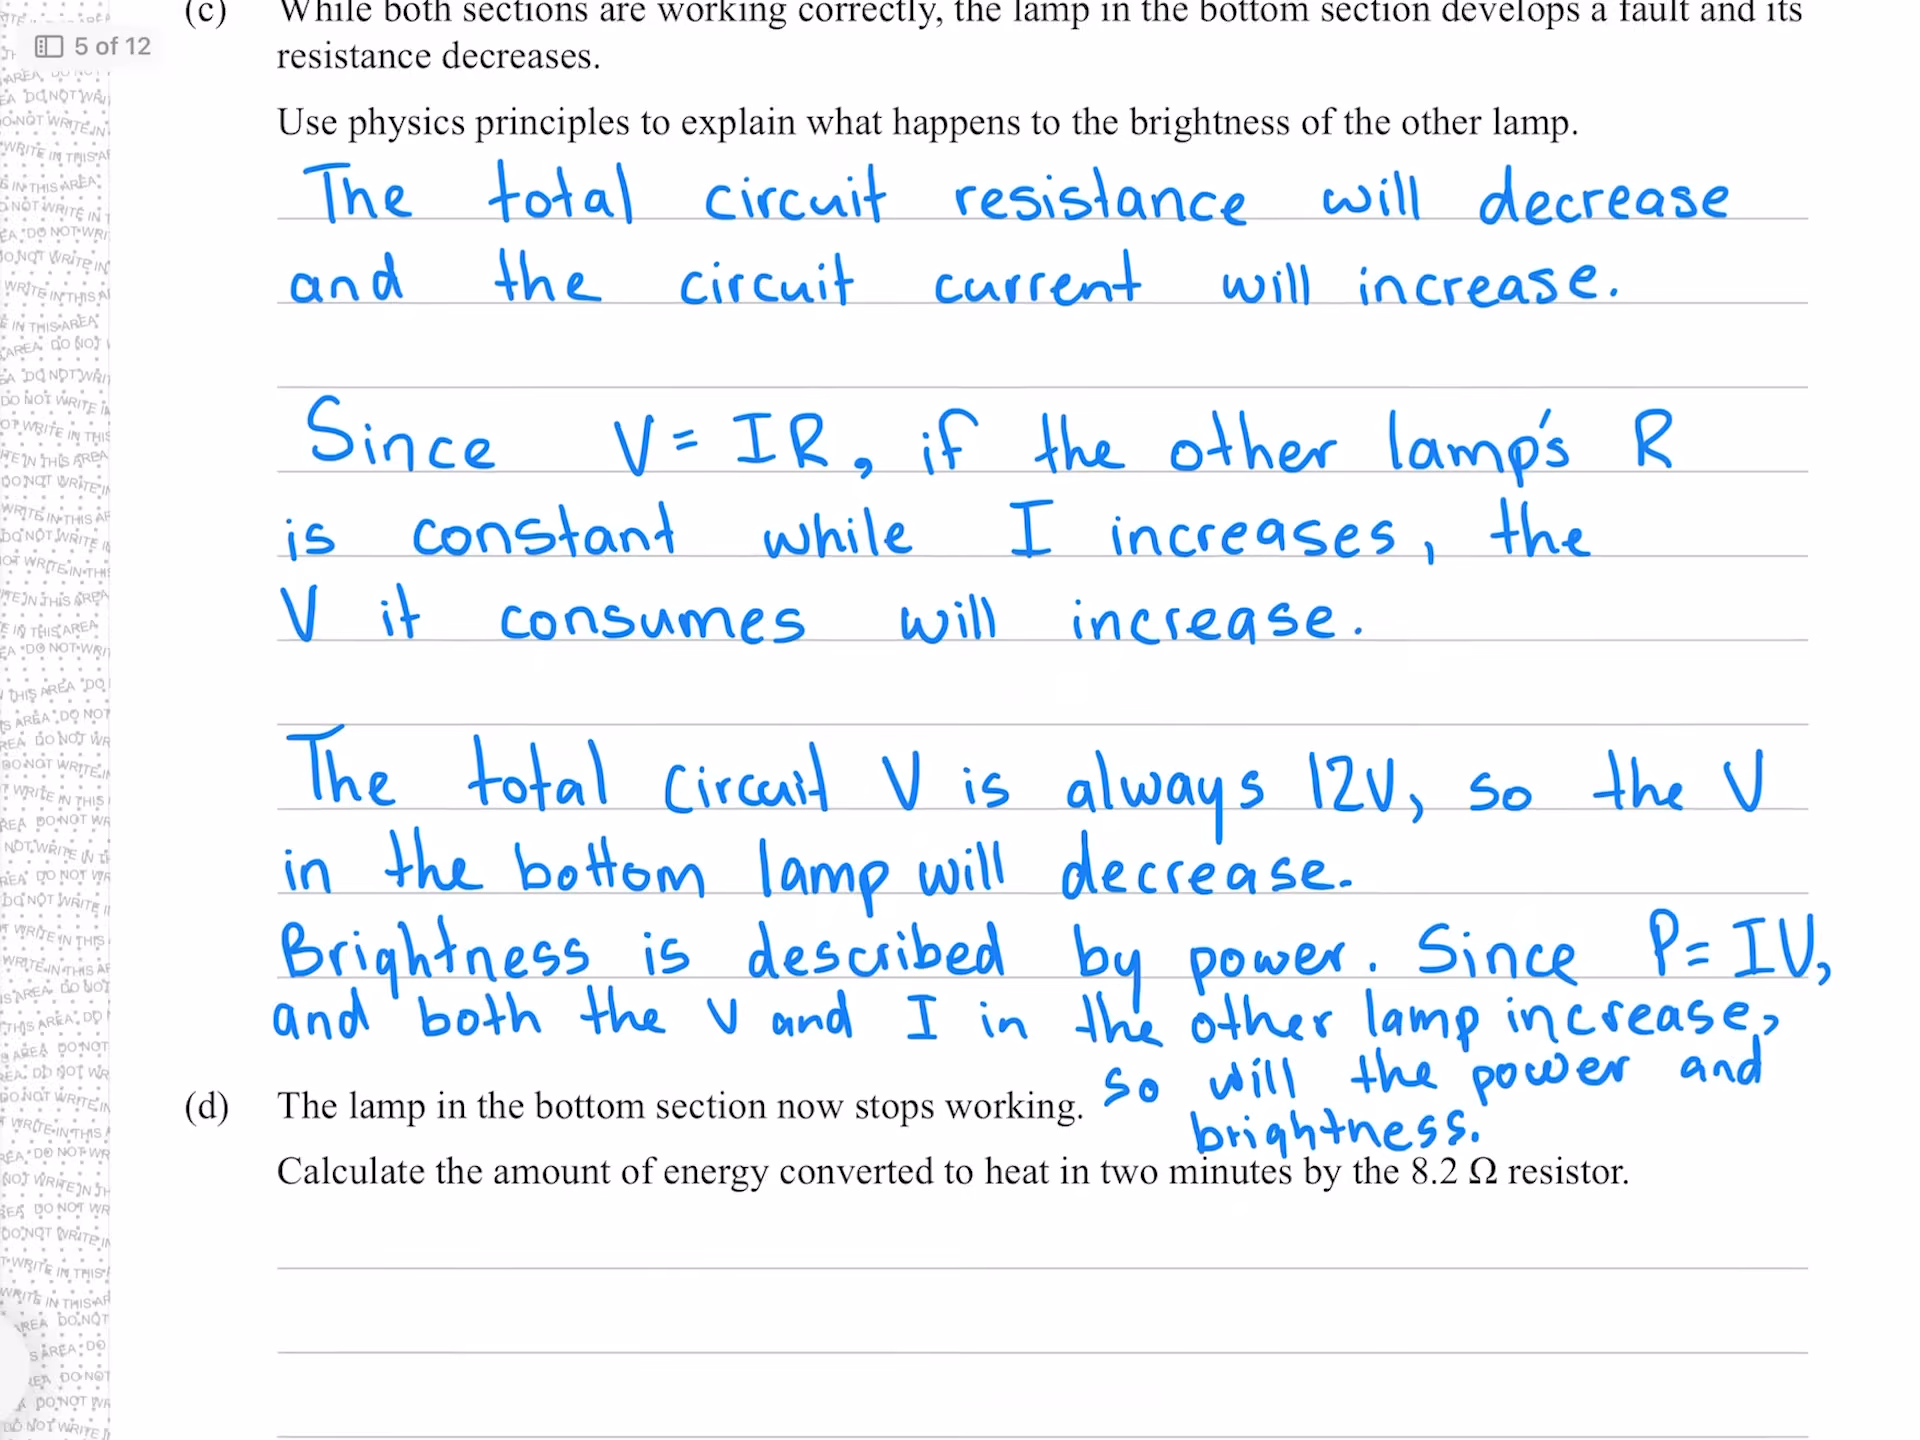 (c) While both sections are working correctly, the lamp in the bottom section develops a fault and its
5 of 12
resistance decreases.
Use physics principles to explain what happens to the brightness of the other lamp.
The total circuit resistance will decrease
and the circuit current will increase.
Since V = IR, if the other lamp's R
is constant while I increases, the
V it consumes will increase.
The total circuit V is always 12V, so the V
in the bottom lamp will decrease.
Brightness is described by power. Since P= IV,
and both the V and I in the other lamp increase,
so will the power and
(d) The lamp in the bottom section now stops working.
brightness.
Calculate the amount of energy converted to heat in two minutes by the 8.2 Ω resistor.